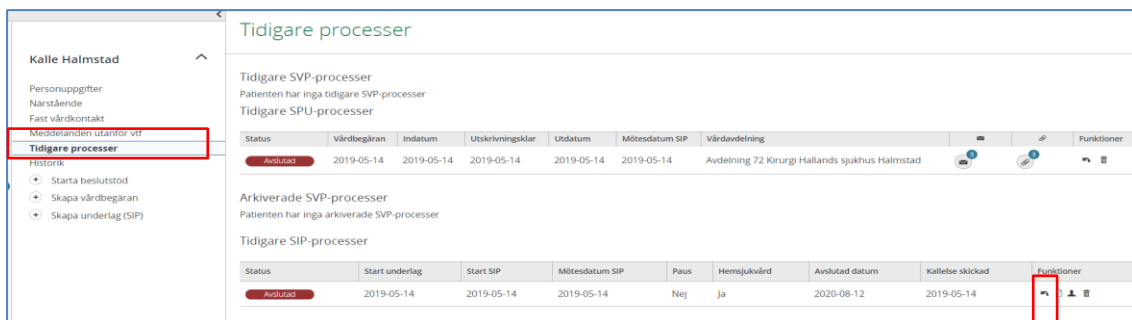 Tidigare processer
Kalle Halmstad
Personuppgifter
Närstående
Fast vårdkontakt
Meddelanden utanför vtf
Tidigare processer
Historik
Starta beslutstöd
Skapa vårdbegäran
Skapa underlag (SIP)
Tidigare SVP-processer
Patienten har inga tidigare SVP-processer
Tidigare SPU-processer
Status Vårdbegäran Indatum Utskrivningsklar Utdatum Mötesdatum SIP Vårdavdelning Funktioner
Avslutad 2019-05-14 2019-05-14 2019-05-14 2019-05-14 2019-05-14 Avdelning 72 Kirurgi Hallands sjukhus Halmstad 3 3
Arkiverade SVP-processer
Patienten har inga arkiverade SVP-processer
Tidigare SIP-processer
Status Start underlag Start SIP Mötesdatum SIP Paus Hemsjukvård Avslutad datum Kallelse skickad Funktioner
Avslutad 2019-05-14 2019-05-14 2019-05-14 Nej Ja 2020-08-12 2019-05-14